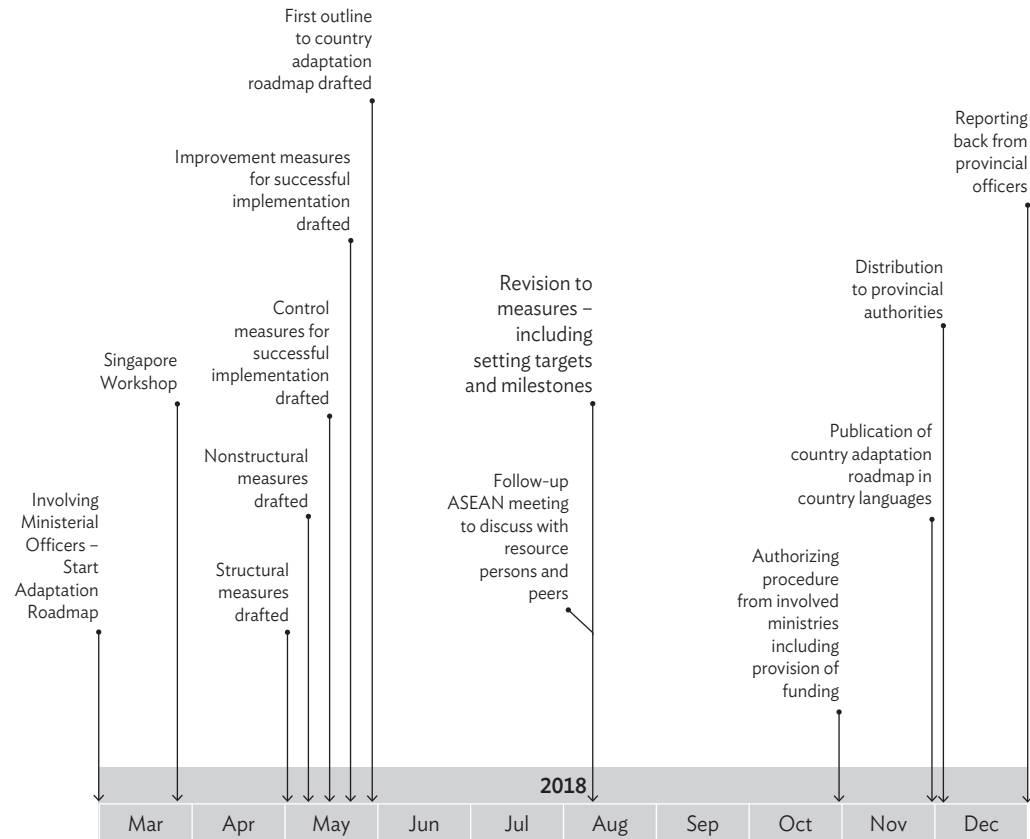 First outline
to country
adaptation
roadmap drafted
Improvement measures
for successful
implementation
drafted
Control
measures for
successful
implementation
drafted
Singapore
Workshop
Nonstructural
measures
drafted
Involving
Ministerial
Officers –
Start
Adaptation
Roadmap
Structural
measures
drafted
Revision to
measures –
including
setting targets
and milestones
Follow-up
ASEAN meeting
to discuss with
resource
persons and
peers
Reporting
back from
provincial
officers
Distribution
to provincial
authorities
Publication of
country adaptation
roadmap in
country languages
Authorizing
procedure
from involved
ministries
including
provision of
funding
2018
Mar Apr May Jun Jul Aug Sep Oct Nov Dec